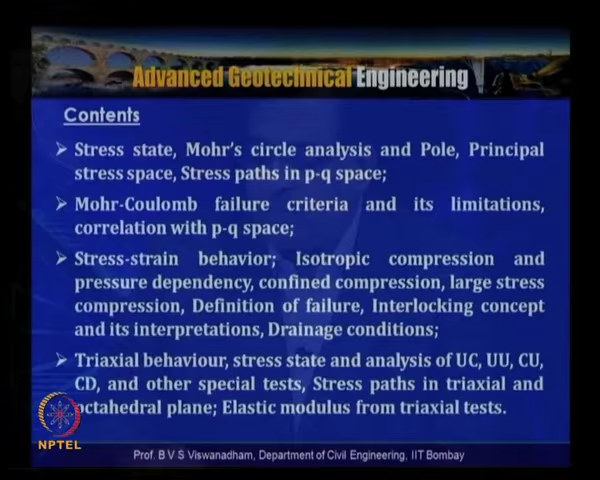 Advanced Geotechnical Engineering
Contents
➢ Stress state, Mohr's circle analysis and Pole, Principal
stress space, Stress paths in p-q space;
➢ Mohr-Coulomb failure criteria and its limitations,
correlation with p-q space;
➢ Stress-strain behavior; Isotropic compression and
pressure dependency, confined compression, large stress
compression, Definition of failure, Interlocking concept
and its interpretations, Drainage conditions;
➢ Triaxial behaviour, stress state and analysis of UC, UU, CU,
CD, and other special tests, Stress paths in triaxial and
octahedral plane; Elastic modulus from triaxial tests.
NPTEL
Prof. B V S Viswanadham, Department of Civil Engineering, IIT Bombay